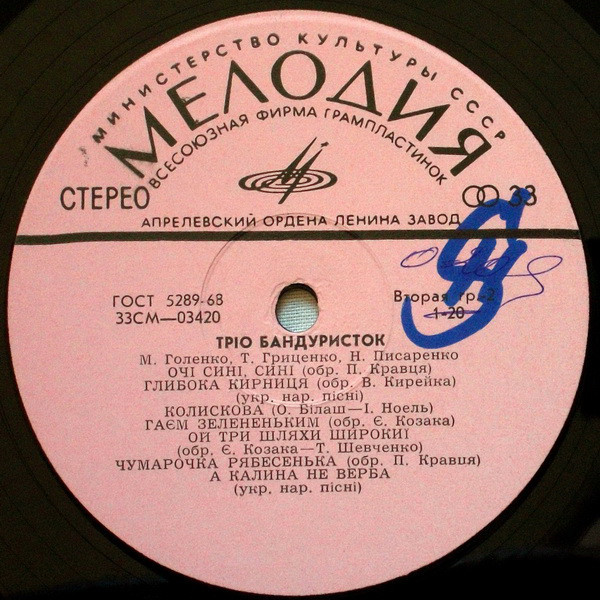 МИНИСТЕРСТВО КУЛЬТУРЫ СССР
МЕЛОДИЯ
ВСЕСОЮЗНАЯ ФИРМА ГРАМПЛАСТИНОК
СТЕРЕО
33
АПРЕЛЕВСКИЙ ОРДЕНА ЛЕНИНА ЗАВОД
ГОСТ 5289-68
Вторая гр.-2
33СМ—03420
1-20
ТРІО БАНДУРИСТОК
М. Голенко, Т. Гриценко, Н. Писаренко
ОЧІ СИНІ, СИНІ (обр. П. Кравця)
ГЛИБОКА КИРНИЦЯ (обр. В. Кирейка)
(укр. нар. пісні)
КОЛИСКОВА (О. Білаш—І. Ноель)
ГАЄМ ЗЕЛЕНЕНЬКИМ (обр. Є. Козака)
ОЙ ТРИ ШЛЯХИ ШИРОКИЇ
(обр. Є. Козака—Т. Шевченко)
ЧУМАРОЧКА РЯБЕСЕНЬКА (обр. П. Кравця)
А КАЛИНА НЕ ВЕРБА
(укр, нар. пісні)